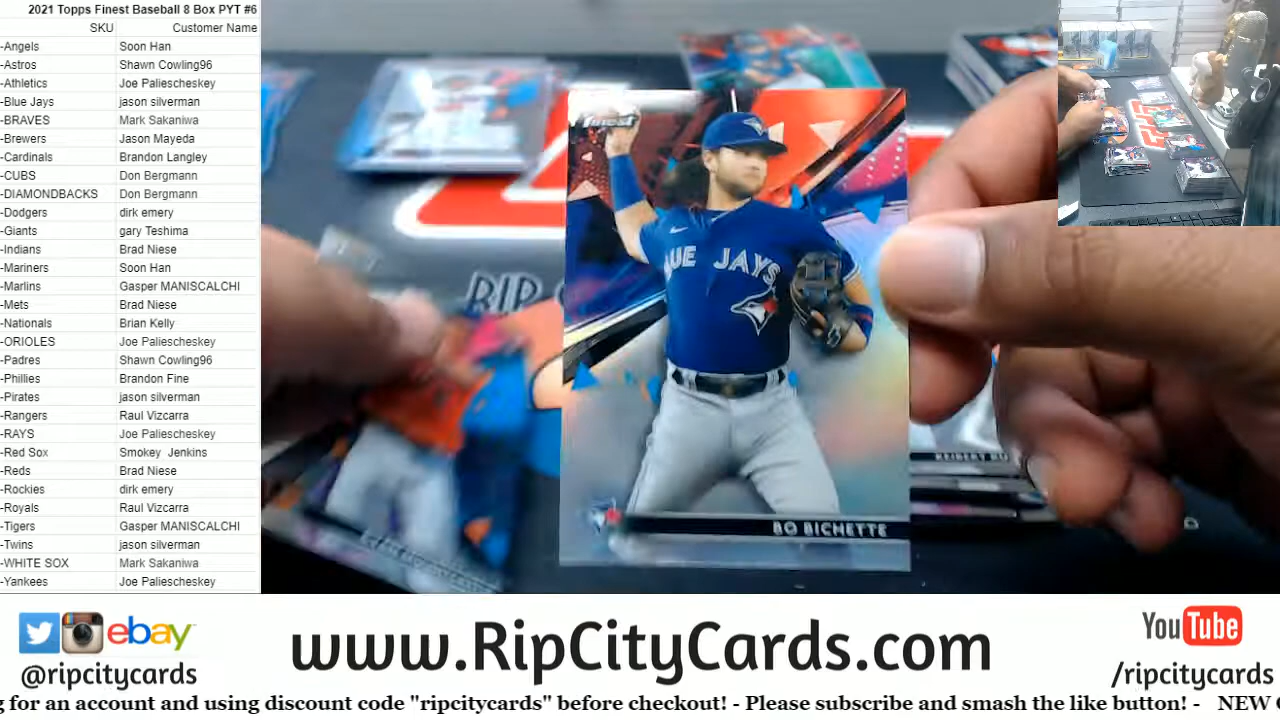 2021 Topps Finest Baseball 8 Box PYT #6
SKU Customer Name
-Angels Soon Han
-Astros Shawn Cowling96
-Athletics Joe Paliescheskey
-Blue Jays jason silverman
-BRAVES Mark Sakaniwa
-Brewers Jason Mayeda
-Cardinals Brandon Langley
-CUBS Don Bergmann
-DIAMONDBACKS Don Bergmann
-Dodgers dirk emery
-Giants gary Teshima
-Indians Brad Niese
-Mariners Soon Han
-Marlins Gasper MANISCALCHI
-Mets Brad Niese
-Nationals Brian Kelly
-ORIOLES Joe Paliescheskey
-Padres Shawn Cowling96
-Phillies Brandon Fine
-Pirates jason silverman
-Rangers Raul Vizcarra
-RAYS Joe Paliescheskey
-Red Sox Smokey Jenkins
-Reds Brad Niese
-Rockies dirk emery
-Royals Raul Vizcarra
-Tigers Gasper MANISCALCHI
-Twins jason silverman
-WHITE SOX Mark Sakaniwa
-Yankees Joe Paliescheskey
finest
BLUE JAYS
BO BICHETTE
RIP
KEIBERT RU
ebay
@ripcitycards
www.RipCityCards.com
YouTube
/ripcitycards
g for an account and using discount code "ripcitycards" before checkout! - Please subscribe and smash the like button! - NEW